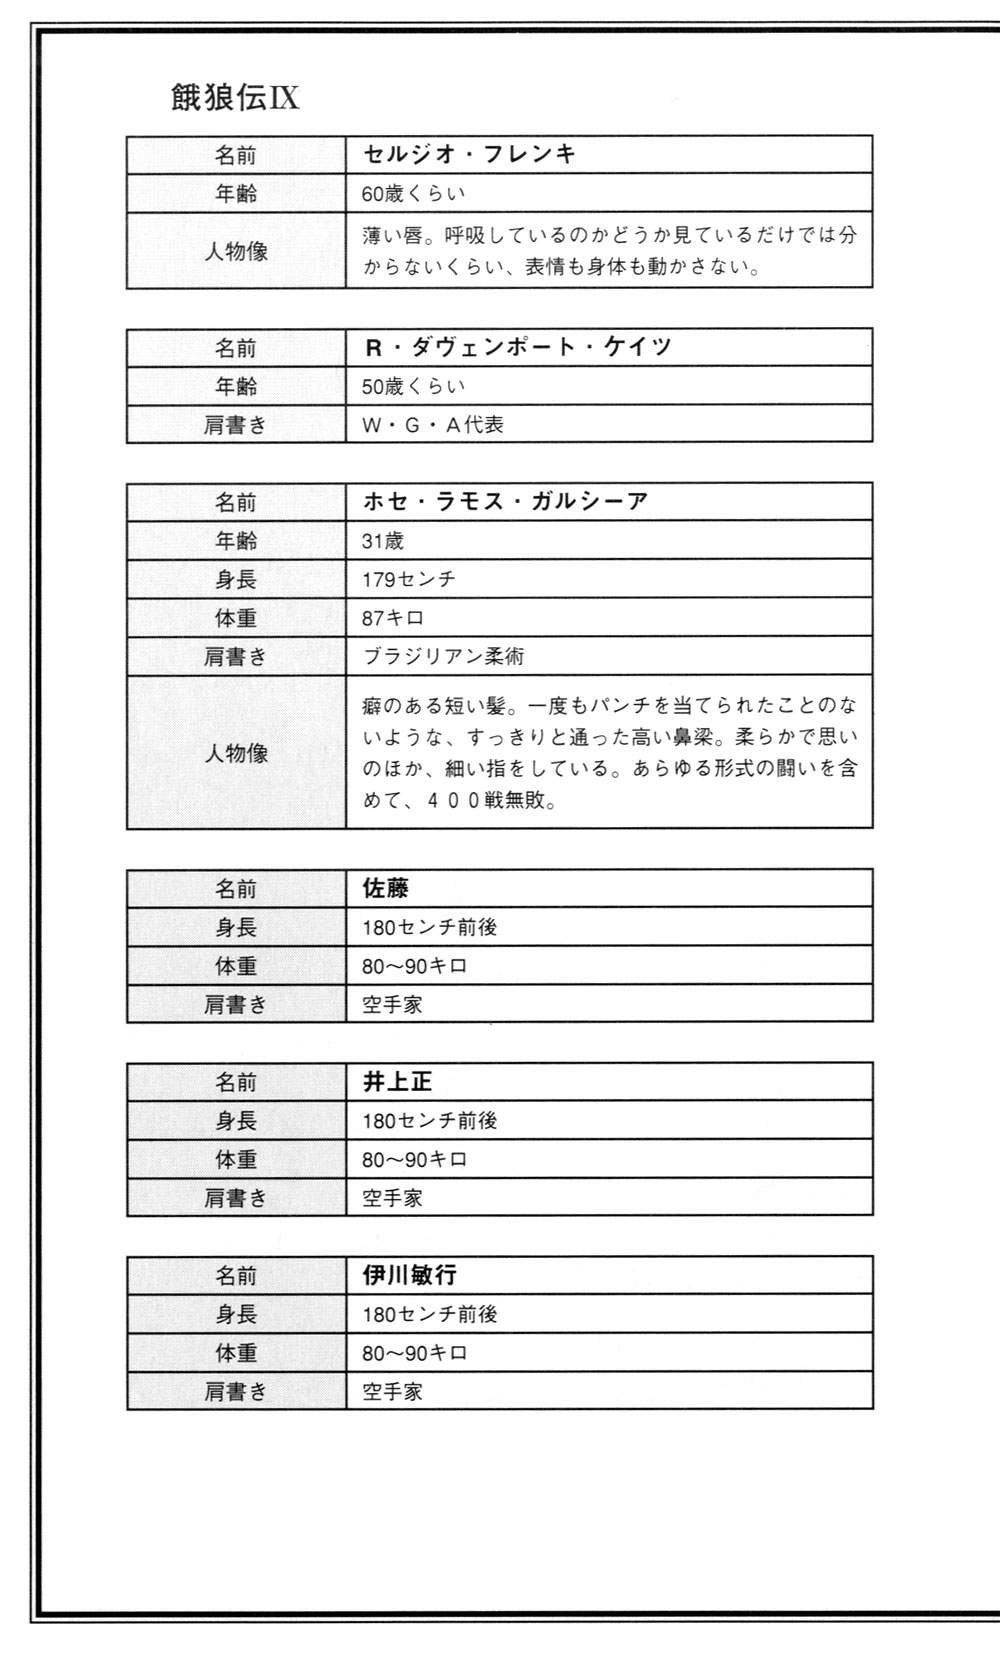 餓狼伝Ⅸ
名前 セルジオ・フレンキ
年齢 60歳くらい
人物像 薄い唇。呼吸しているのかどうか見ているだけでは分
からないくらい、表情も身体も動かさない。
名前 R・ダヴェンポート・ケイツ
年齢 50歳くらい
肩書き W・G・A代表
名前 ホセ・ラモス・ガルシーア
年齢 31歳
身長 179センチ
体重 87キロ
肩書き ブラジリアン柔術
人物像 癖のある短い髪。一度もパンチを当てられたことのな
いような、すっきりと通った高い鼻梁。柔らかで思い
のほか、細い指をしている。あらゆる形式の闘いを含
めて、４００戦無敗。
名前 佐藤
身長 180センチ前後
体重 80〜90キロ
肩書き 空手家
名前 井上正
身長 180センチ前後
体重 80〜90キロ
肩書き 空手家
名前 伊川敏行
身長 180センチ前後
体重 80〜90キロ
肩書き 空手家